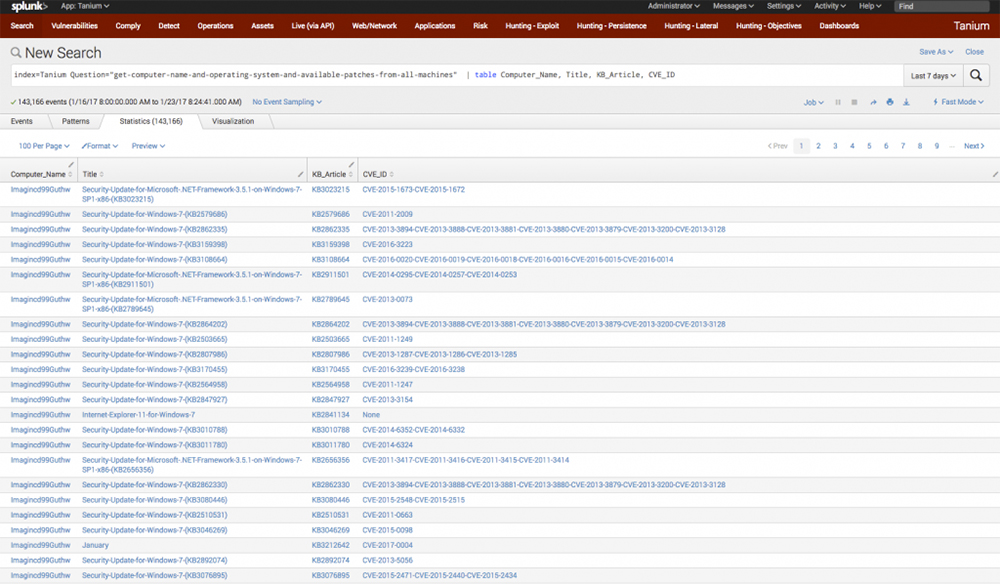 splunk> App: Tanium Administrator Messages Settings Activity Help Find
Search Vulnerabilities Comply Detect Operations Assets Live (via API) Web/Network Applications Risk Hunting - Exploit Hunting - Persistence Hunting - Lateral Hunting - Objectives Dashboards Tanium
New Search Save As Close
index=Tanium Question="get-computer-name-and-operating-system-and-available-patches-from-all-machines" | table Computer_Name, Title, KB_Article, CVE_ID Last 7 days
143,166 events (1/16/17 8:00:00.000 AM to 1/23/17 8:24:41.000 AM) No Event Sampling Job Fast Mode
Events Patterns Statistics (143,166) Visualization
100 Per Page Format Preview < Prev 1 2 3 4 5 6 7 8 9 ... Next >
Computer_Name Title KB_Article CVE_ID
Imagincd99Guthw Security-Update-for-Microsoft-.NET-Framework-3.5.1-on-Windows-7- KB3023215 CVE-2015-1673-CVE-2015-1672
SP1-x86-(KB3023215)
Imagincd99Guthw Security-Update-for-Windows-7-(KB2579686) KB2579686 CVE-2011-2009
Imagincd99Guthw Security-Update-for-Windows-7-(KB2862335) KB2862335 CVE-2013-3894-CVE-2013-3888-CVE-2013-3881-CVE-2013-3880-CVE-2013-3879-CVE-2013-3200-CVE-2013-3128
Imagincd99Guthw Security-Update-for-Windows-7-(KB3159398) KB3159398 CVE-2016-3223
Imagincd99Guthw Security-Update-for-Windows-7-(KB3108664) KB3108664 CVE-2016-0020-CVE-2016-0019-CVE-2016-0018-CVE-2016-0016-CVE-2016-0015-CVE-2016-0014
Imagincd99Guthw Security-Update-for-Microsoft-.NET-Framework-3.5.1-on-Windows-7- KB2911501 CVE-2014-0295-CVE-2014-0257-CVE-2014-0253
SP1-x86-(KB2911501)
Imagincd99Guthw Security-Update-for-Microsoft-.NET-Framework-3.5.1-on-Windows-7- KB2789645 CVE-2013-0073
SP1-x86-(KB2789645)
Imagincd99Guthw Security-Update-for-Windows-7-(KB2864202) KB2864202 CVE-2013-3894-CVE-2013-3888-CVE-2013-3881-CVE-2013-3880-CVE-2013-3879-CVE-2013-3200-CVE-2013-3128
Imagincd99Guthw Security-Update-for-Windows-7-(KB2503665) KB2503665 CVE-2011-1249
Imagincd99Guthw Security-Update-for-Windows-7-(KB2807986) KB2807986 CVE-2013-1287-CVE-2013-1286-CVE-2013-1285
Imagincd99Guthw Security-Update-for-Windows-7-(KB3170455) KB3170455 CVE-2016-3239-CVE-2016-3238
Imagincd99Guthw Security-Update-for-Windows-7-(KB2564958) KB2564958 CVE-2011-1247
Imagincd99Guthw Security-Update-for-Windows-7-(KB2847927) KB2847927 CVE-2013-3154
Imagincd99Guthw Internet-Explorer-11-for-Windows-7 KB2841134 None
Imagincd99Guthw Security-Update-for-Windows-7-(KB3010788) KB3010788 CVE-2014-6352-CVE-2014-6332
Imagincd99Guthw Security-Update-for-Windows-7-(KB3011780) KB3011780 CVE-2014-6324
Imagincd99Guthw Security-Update-for-Microsoft-.NET-Framework-3.5.1-on-Windows-7- KB2656356 CVE-2011-3417-CVE-2011-3416-CVE-2011-3415-CVE-2011-3414
SP1-x86-(KB2656356)
Imagincd99Guthw Security-Update-for-Windows-7-(KB2862330) KB2862330 CVE-2013-3894-CVE-2013-3888-CVE-2013-3881-CVE-2013-3880-CVE-2013-3879-CVE-2013-3200-CVE-2013-3128
Imagincd99Guthw Security-Update-for-Windows-7-(KB3080446) KB3080446 CVE-2015-2548-CVE-2015-2515
Imagincd99Guthw Security-Update-for-Windows-7-(KB2510531) KB2510531 CVE-2011-0663
Imagincd99Guthw Security-Update-for-Windows-7-(KB3046269) KB3046269 CVE-2015-0098
Imagincd99Guthw January KB3212642 CVE-2017-0004
Imagincd99Guthw Security-Update-for-Windows-7-(KB2892074) KB2892074 CVE-2013-5056
Imagincd99Guthw Security-Update-for-Windows-7-(KB3076895) KB3076895 CVE-2015-2471-CVE-2015-2440-CVE-2015-2434